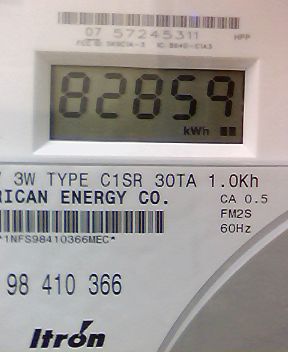 07 57245311 HPP
82859
kWh
3W TYPE C1SR 30TA 1.0Kh
RICAN ENERGY CO. CA 0.5
FM2S
*1NFS98410366MEC* 60Hz
98 410 366
Itron